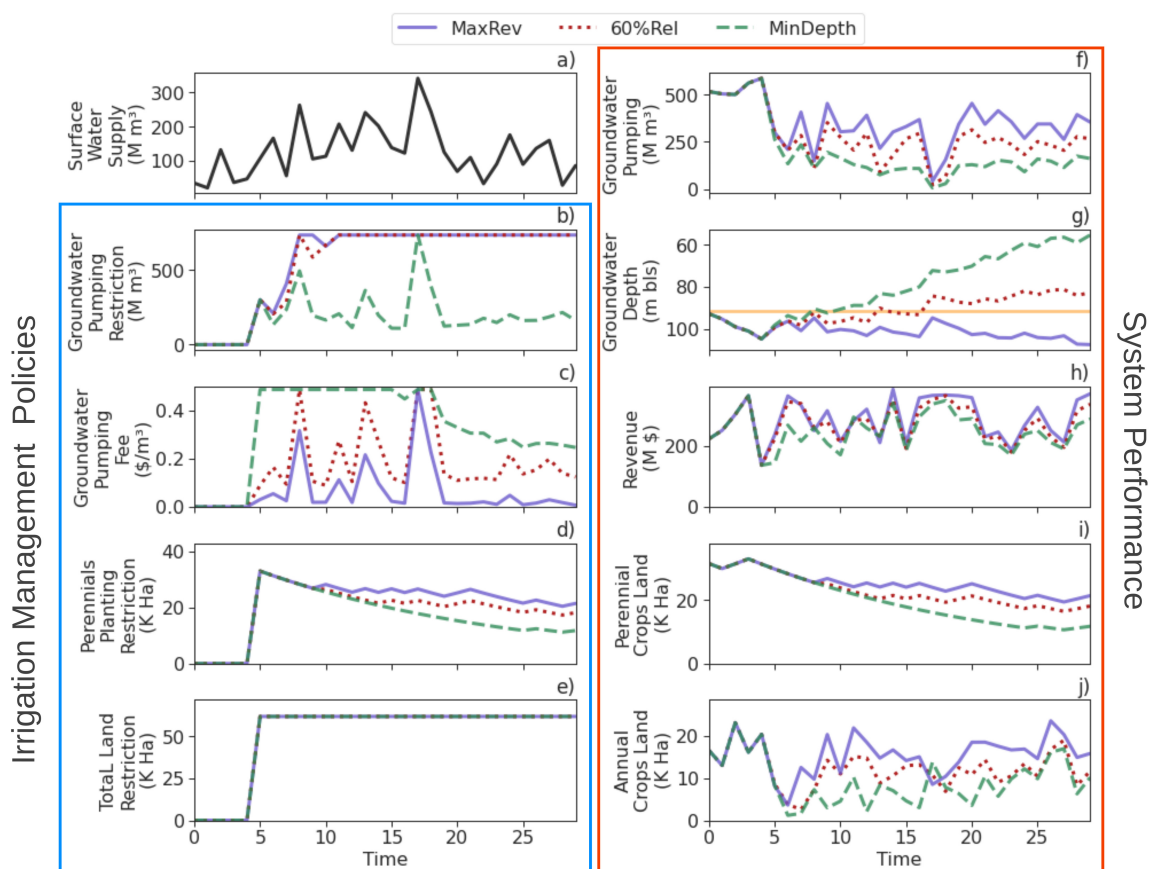 MaxRev 60%Rel MinDepth
Irrigation Management Policies
a)
Surface
Water
Supply
(M m³)
300
200
100
b)
Groundwater
Pumping
Restriction
(M m³)
500
0
c)
Groundwater
Pumping
Fee
($/m³)
0.4
0.2
0.0
d)
Perennials
Planting
Restriction
(K Ha)
40
20
0
e)
TotaL Land
Restriction
(K Ha)
50
25
0
0 5 10 15 20 25
Time
f)
Groundwater
Pumping
(M m³)
500
250
0
g)
Groundwater
Depth
(m bls)
60
80
100
h)
Revenue
(M $)
200
0
i)
Perennial
Crops Land
(K Ha)
20
0
j)
Annual
Crops Land
(K Ha)
20
10
0
0 5 10 15 20 25
Time
System Performance